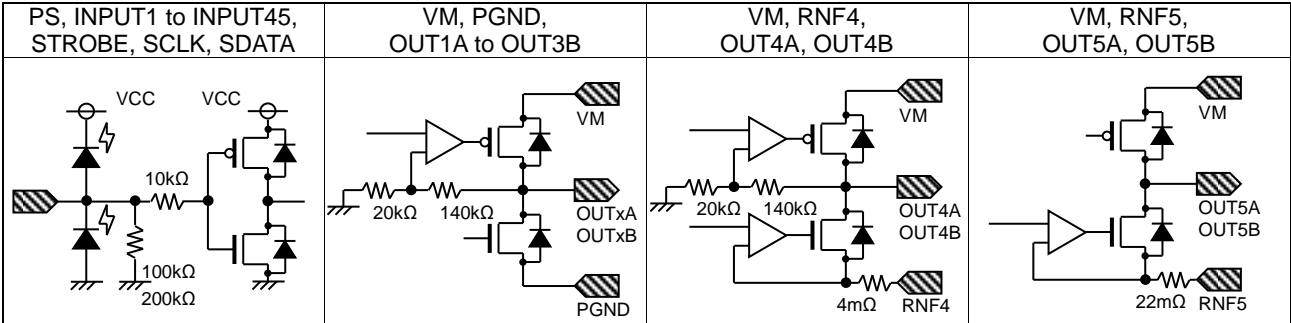 PS, INPUT1 to INPUT45,
STROBE, SCLK, SDATA
VM, PGND,
OUT1A to OUT3B
VM, RNF4,
OUT4A, OUT4B
VM, RNF5,
OUT5A, OUT5B
VCC
VCC
10kΩ
100kΩ
200kΩ
VM
20kΩ
140kΩ
OUTxA
OUTxB
PGND
VM
20kΩ
140kΩ
OUT4A
OUT4B
4mΩ
RNF4
VM
OUT5A
OUT5B
22mΩ
RNF5